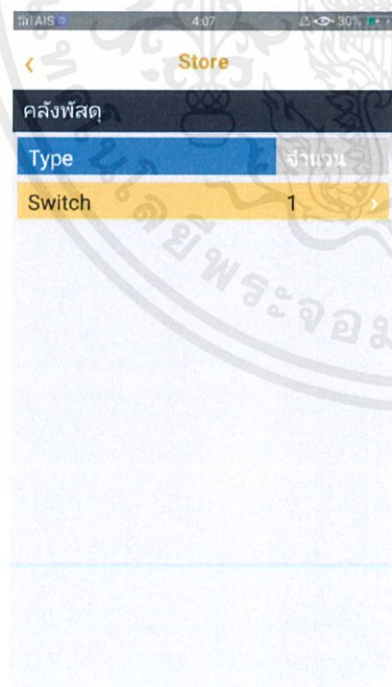 AIS 4:07 30%
‹ Store
คลังพัสดุ
Type จำนวน
Switch 1 ›